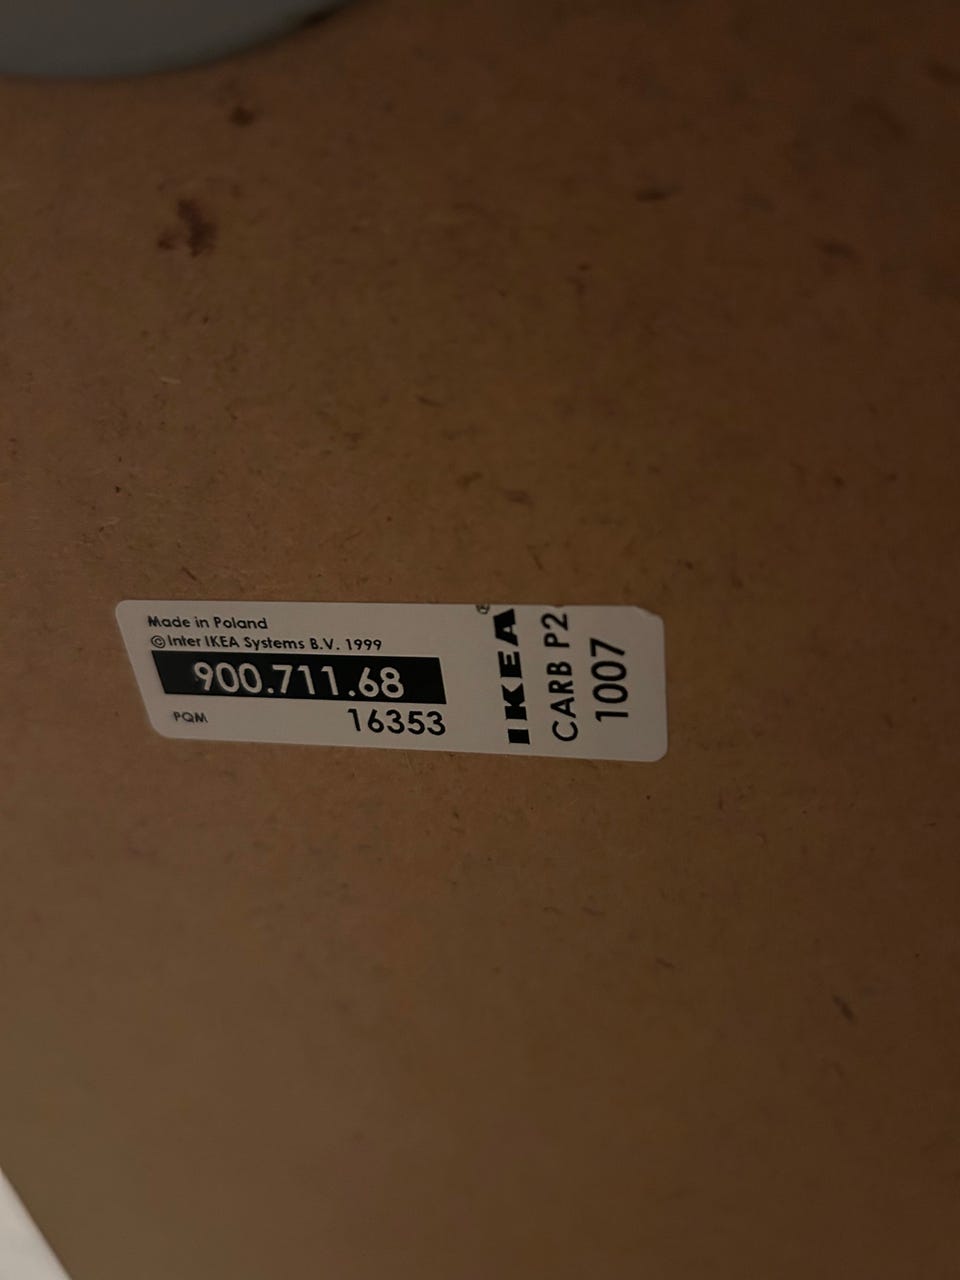 Made in Poland
©Inter IKEA Systems B.V. 1999
900.711.68
PQM 16353
IKEA®
CARB P2
1007